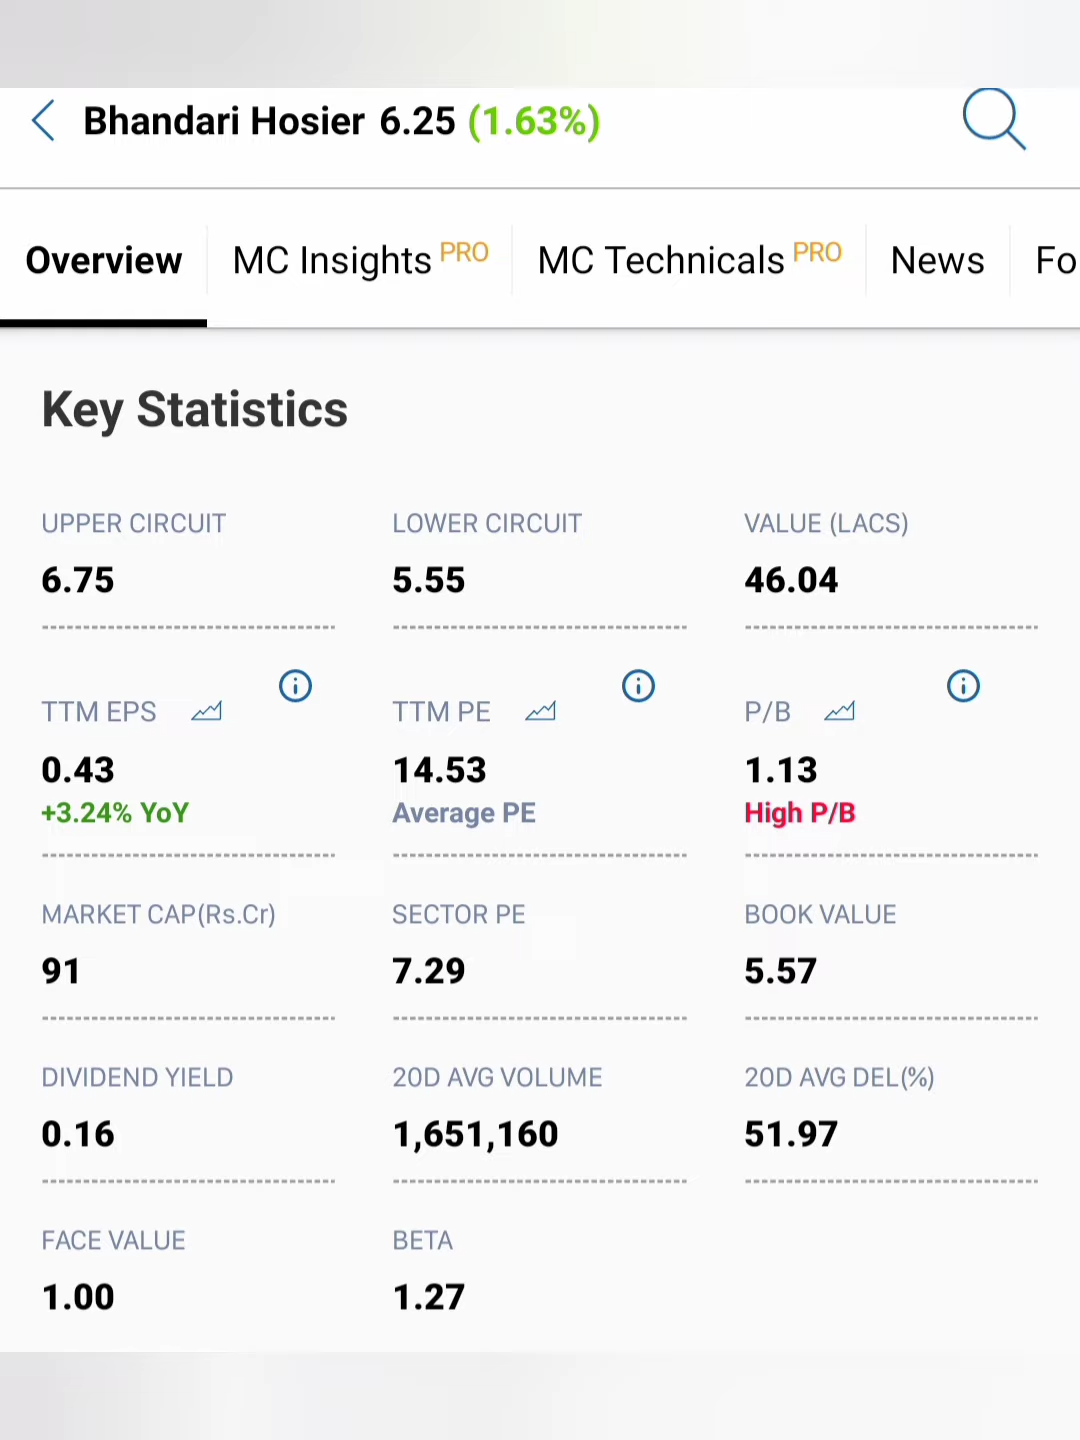 Bhandari Hosier 6.25 (1.63%)
Overview MC Insights PRO MC Technicals PRO News Fo
Key Statistics
UPPER CIRCUIT LOWER CIRCUIT VALUE (LACS)
6.75 5.55 46.04
TTM EPS TTM PE P/B
0.43 14.53 1.13
+3.24% YoY Average PE High P/B
MARKET CAP(Rs.Cr) SECTOR PE BOOK VALUE
91 7.29 5.57
DIVIDEND YIELD 20D AVG VOLUME 20D AVG DEL(%)
0.16 1,651,160 51.97
FACE VALUE BETA
1.00 1.27